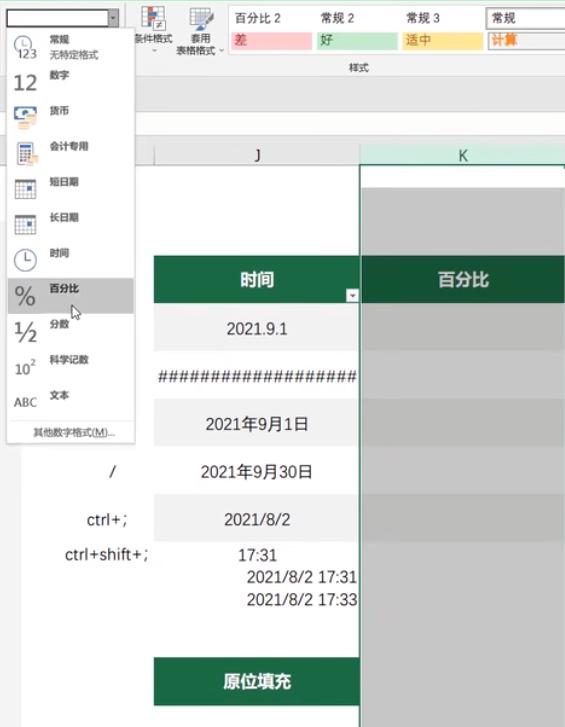 百分比 2
常规 2
常规 3
常规
条件格式
套用
表格格式
差
好
适中
计算
样式
常规
无特定格式
123
12
数字
货币
会计专用
短日期
长日期
时间
%
百分比
½
分数
10²
科学记数
ABC
文本
其他数字格式(M)...
J
K
时间
百分比
2021.9.1
###################
2021年9月1日
/
2021年9月30日
ctrl+；
2021/8/2
ctrl+shift+；
17:31
2021/8/2 17:31
2021/8/2 17:33
原位填充